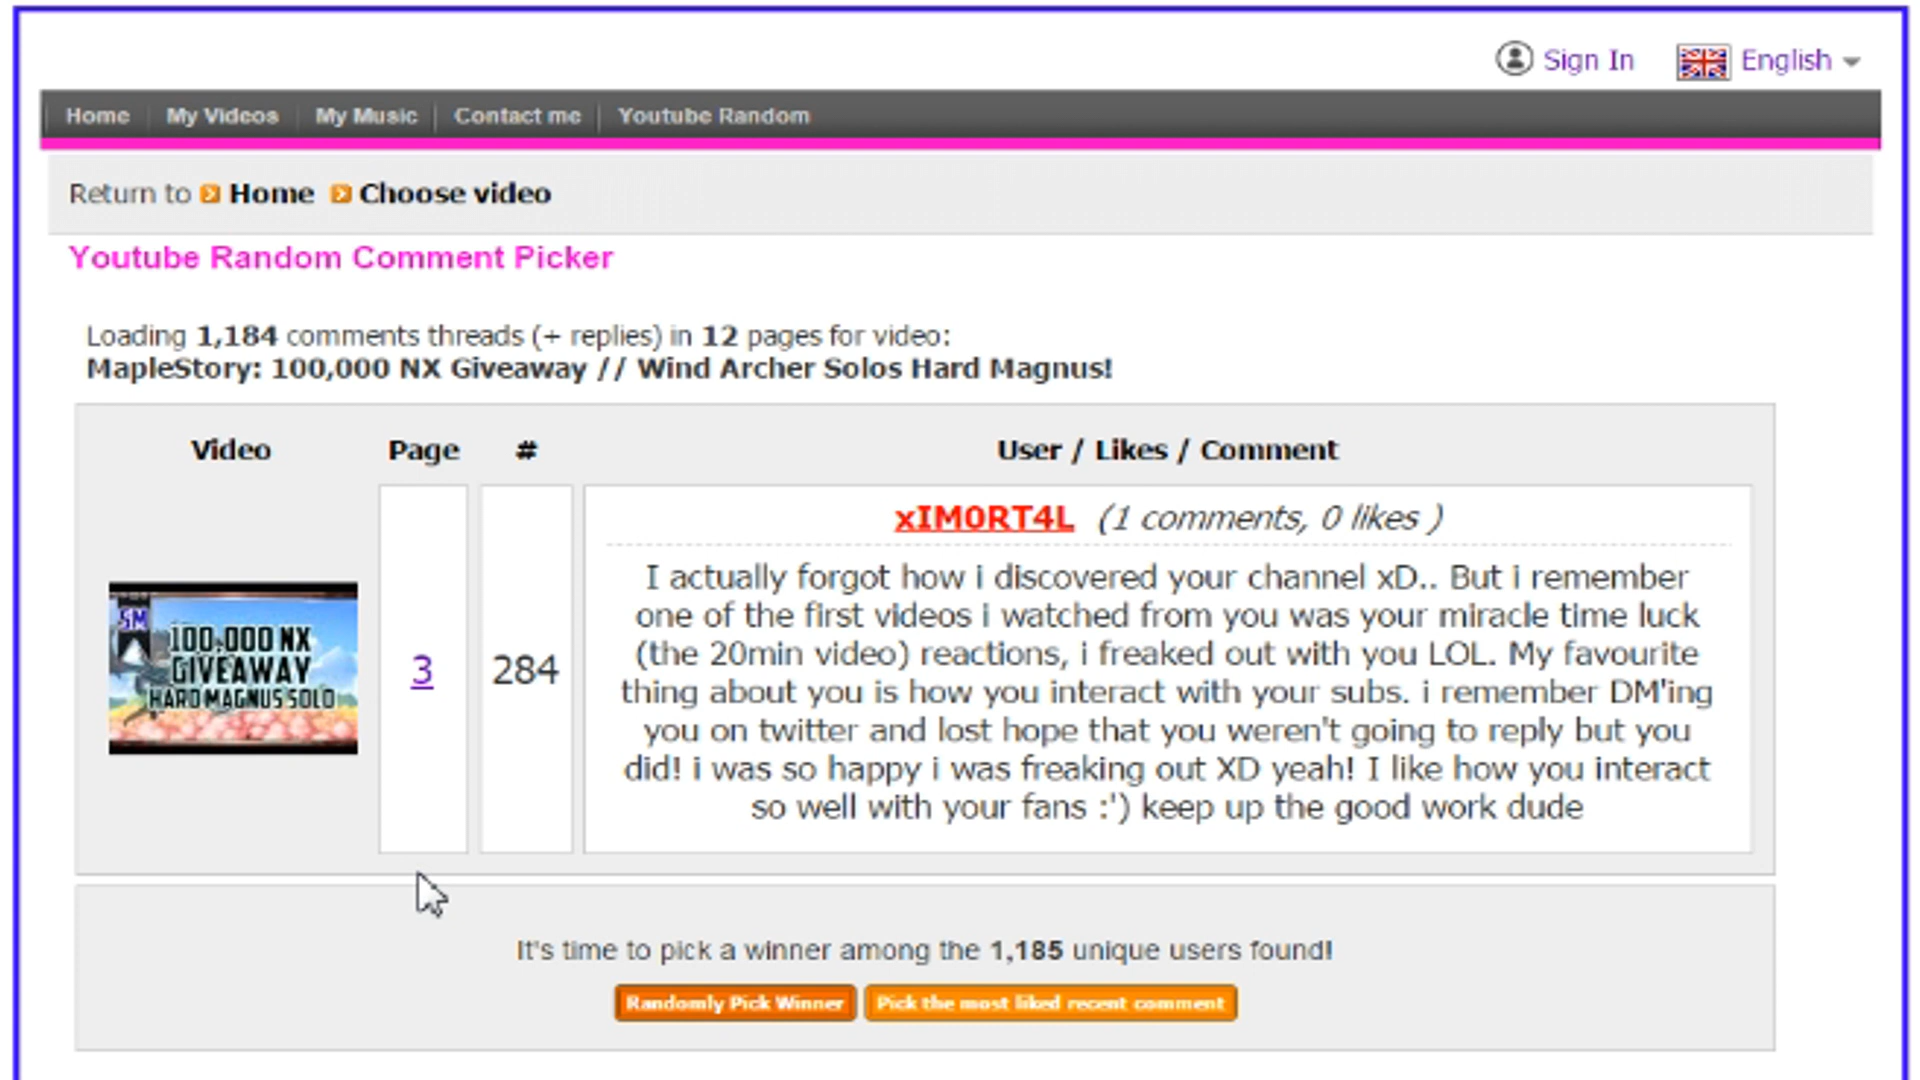 Sign In English
Home My Videos My Music Contact me Youtube Random
Return to Home Choose video
Youtube Random Comment Picker
Loading 1,184 comments threads (+ replies) in 12 pages for video:
MapleStory: 100,000 NX Giveaway // Wind Archer Solos Hard Magnus!
Video Page # User / Likes / Comment
xIM0RT4L (1 comments, 0 likes )
I actually forgot how i discovered your channel xD.. But i remember
one of the first videos i watched from you was your miracle time luck
(the 20min video) reactions, i freaked out with you LOL. My favourite
thing about you is how you interact with your subs. i remember DM'ing
you on twitter and lost hope that you weren't going to reply but you
did! i was so happy i was freaking out XD yeah! I like how you interact
so well with your fans :') keep up the good work dude
3 284
SM
100,000 NX
GIVEAWAY
HARD MAGNUS SOLO
It's time to pick a winner among the 1,185 unique users found!
Randomly Pick Winner Pick the most liked recent comment